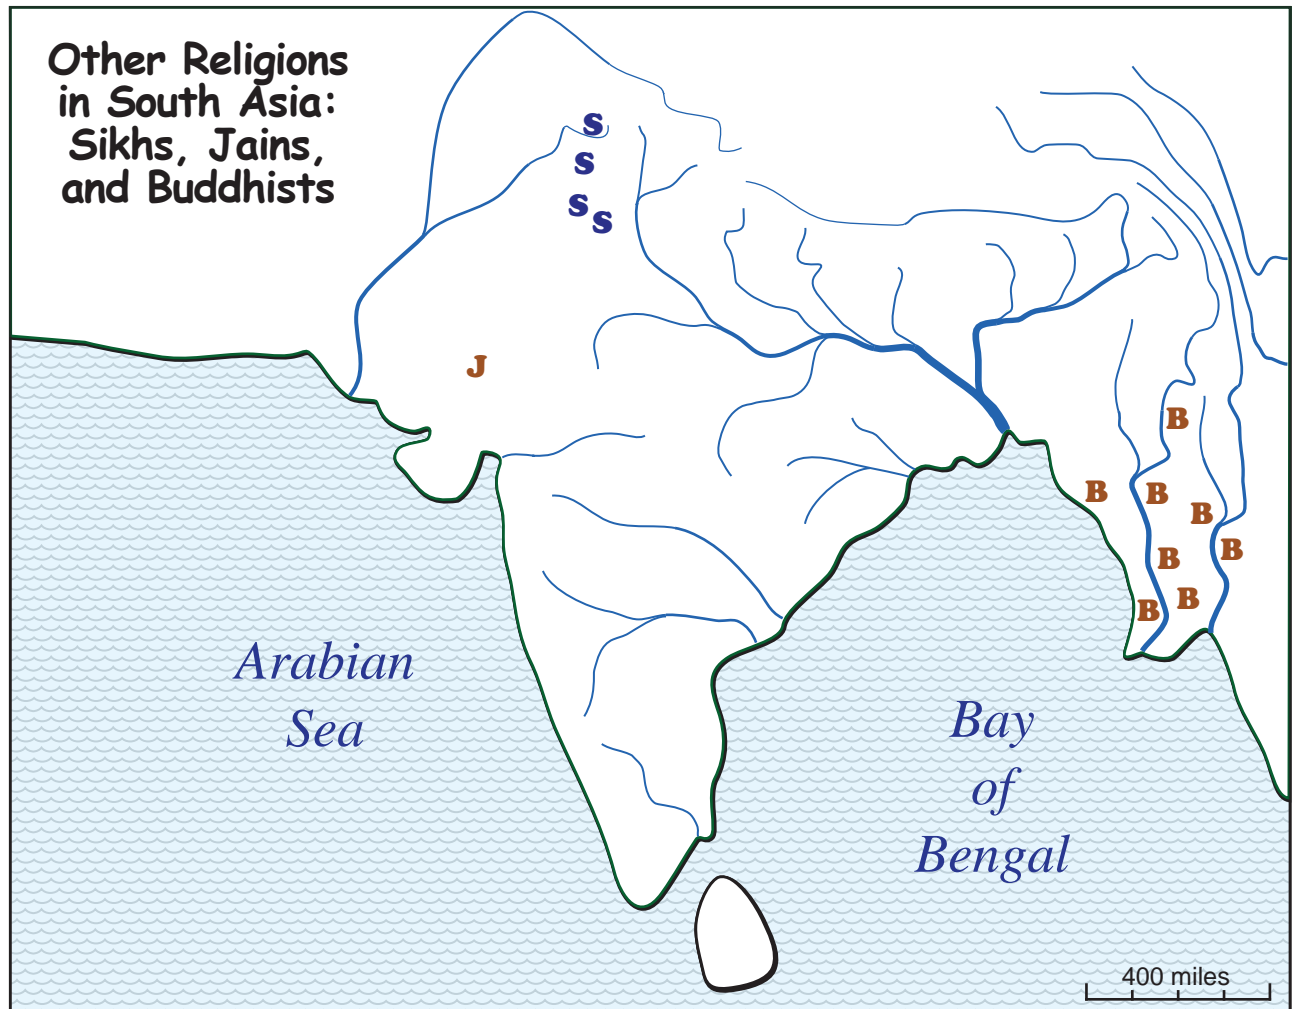 Other Religions
in South Asia:
Sikhs, Jains,
and Buddhists
S
S
S
S
J
B
B
B
B
B
B
B
B
Arabian
Sea
Bay
of
Bengal
400 miles